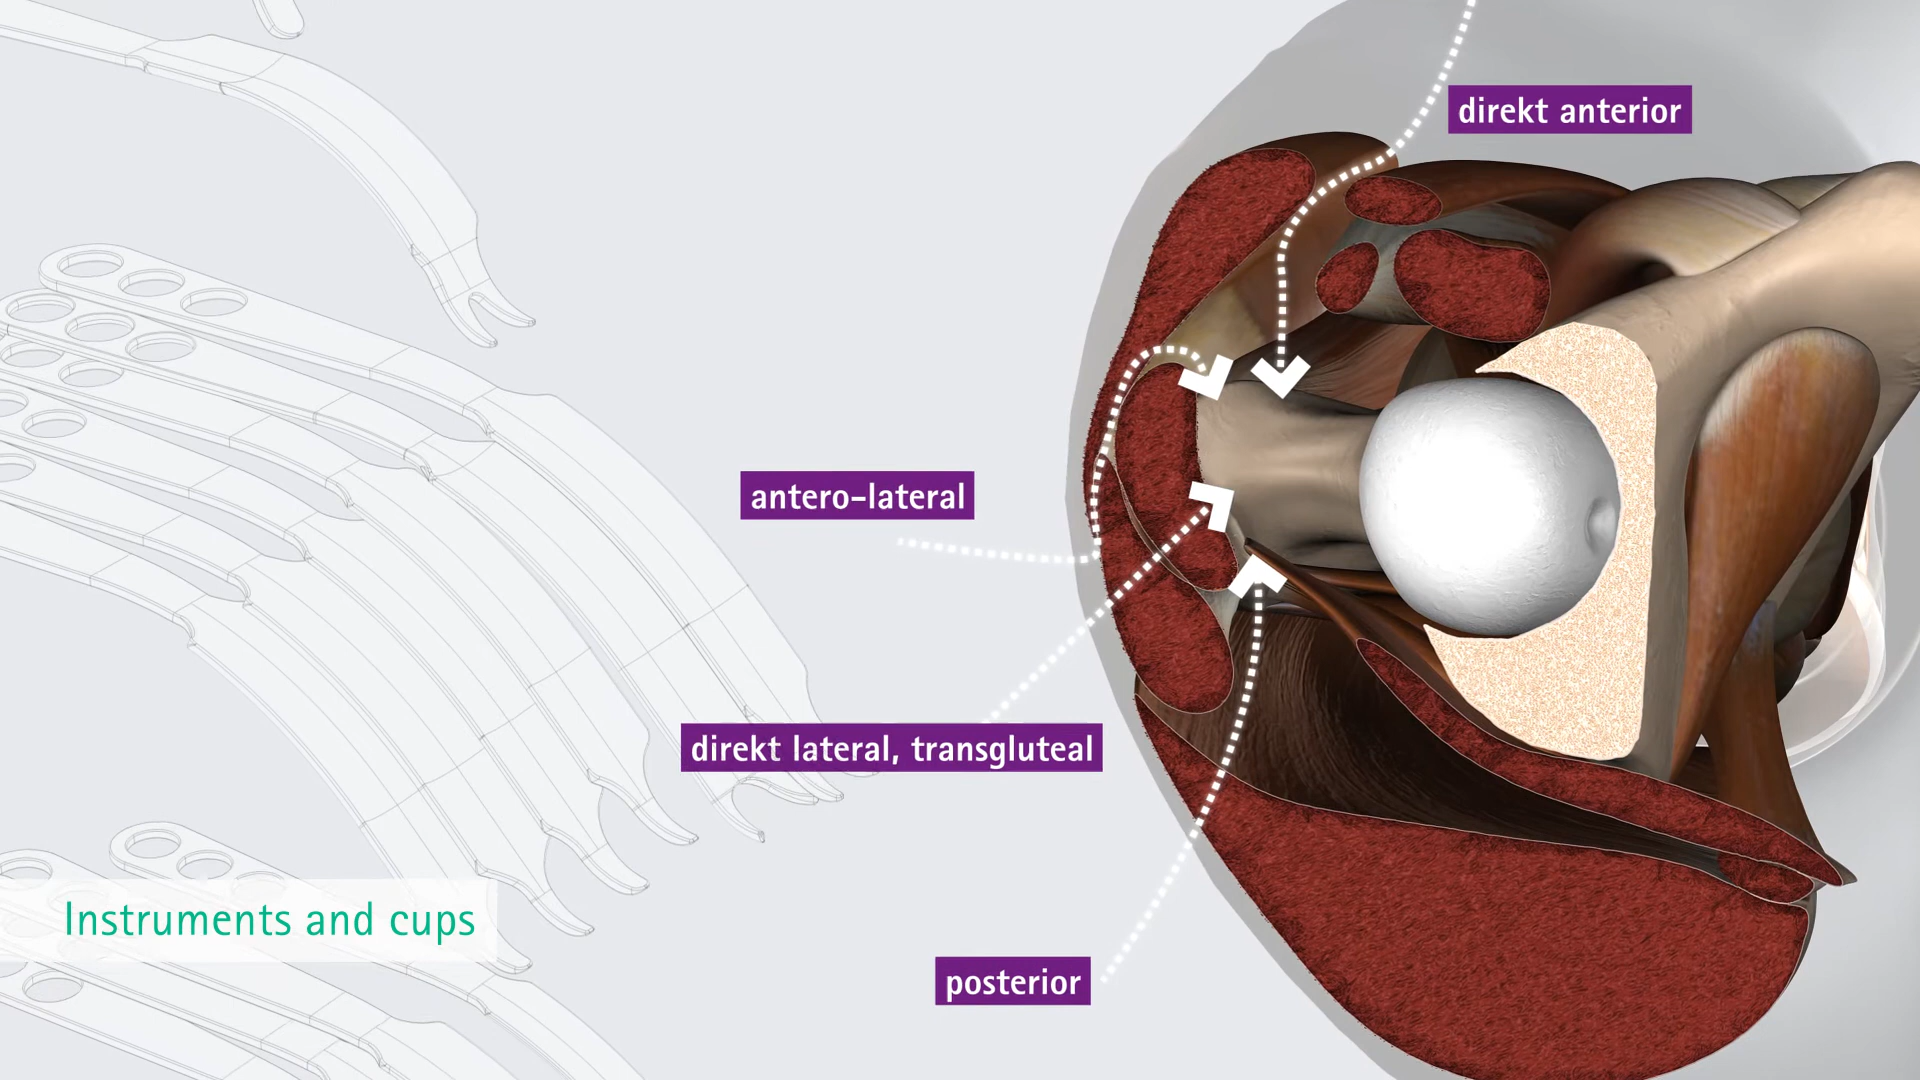 direkt anterior
antero-lateral
direkt lateral, transgluteal
Instruments and cups
posterior